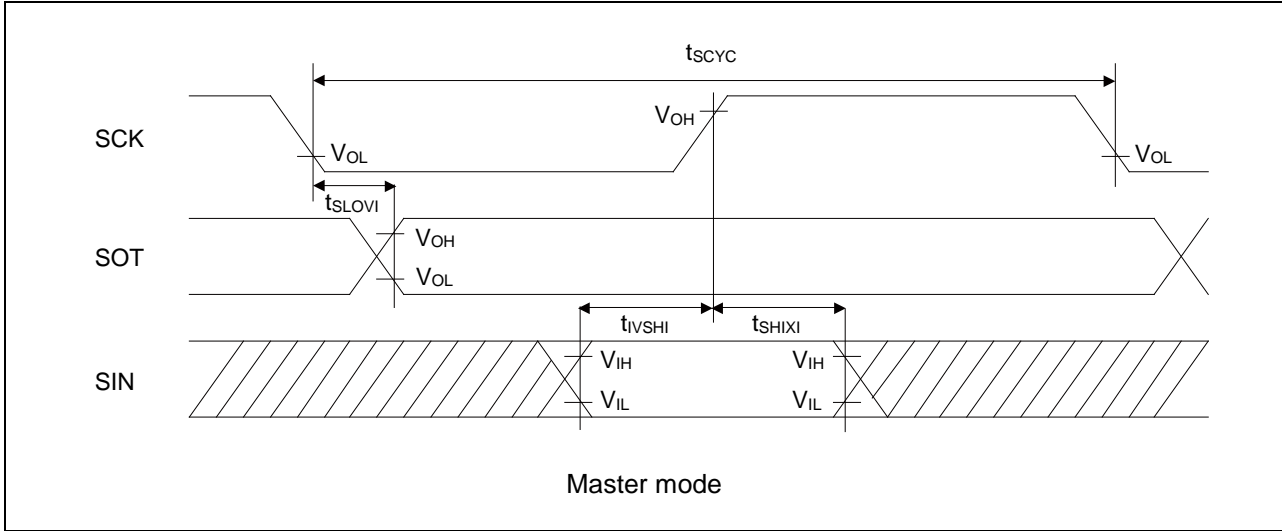 tSCYC
SCK
VOH
VOL
VOL
tSLOVI
SOT
VOH
VOL
tIVSHI
tSHIXI
SIN
VIH
VIH
VIL
VIL
Master mode